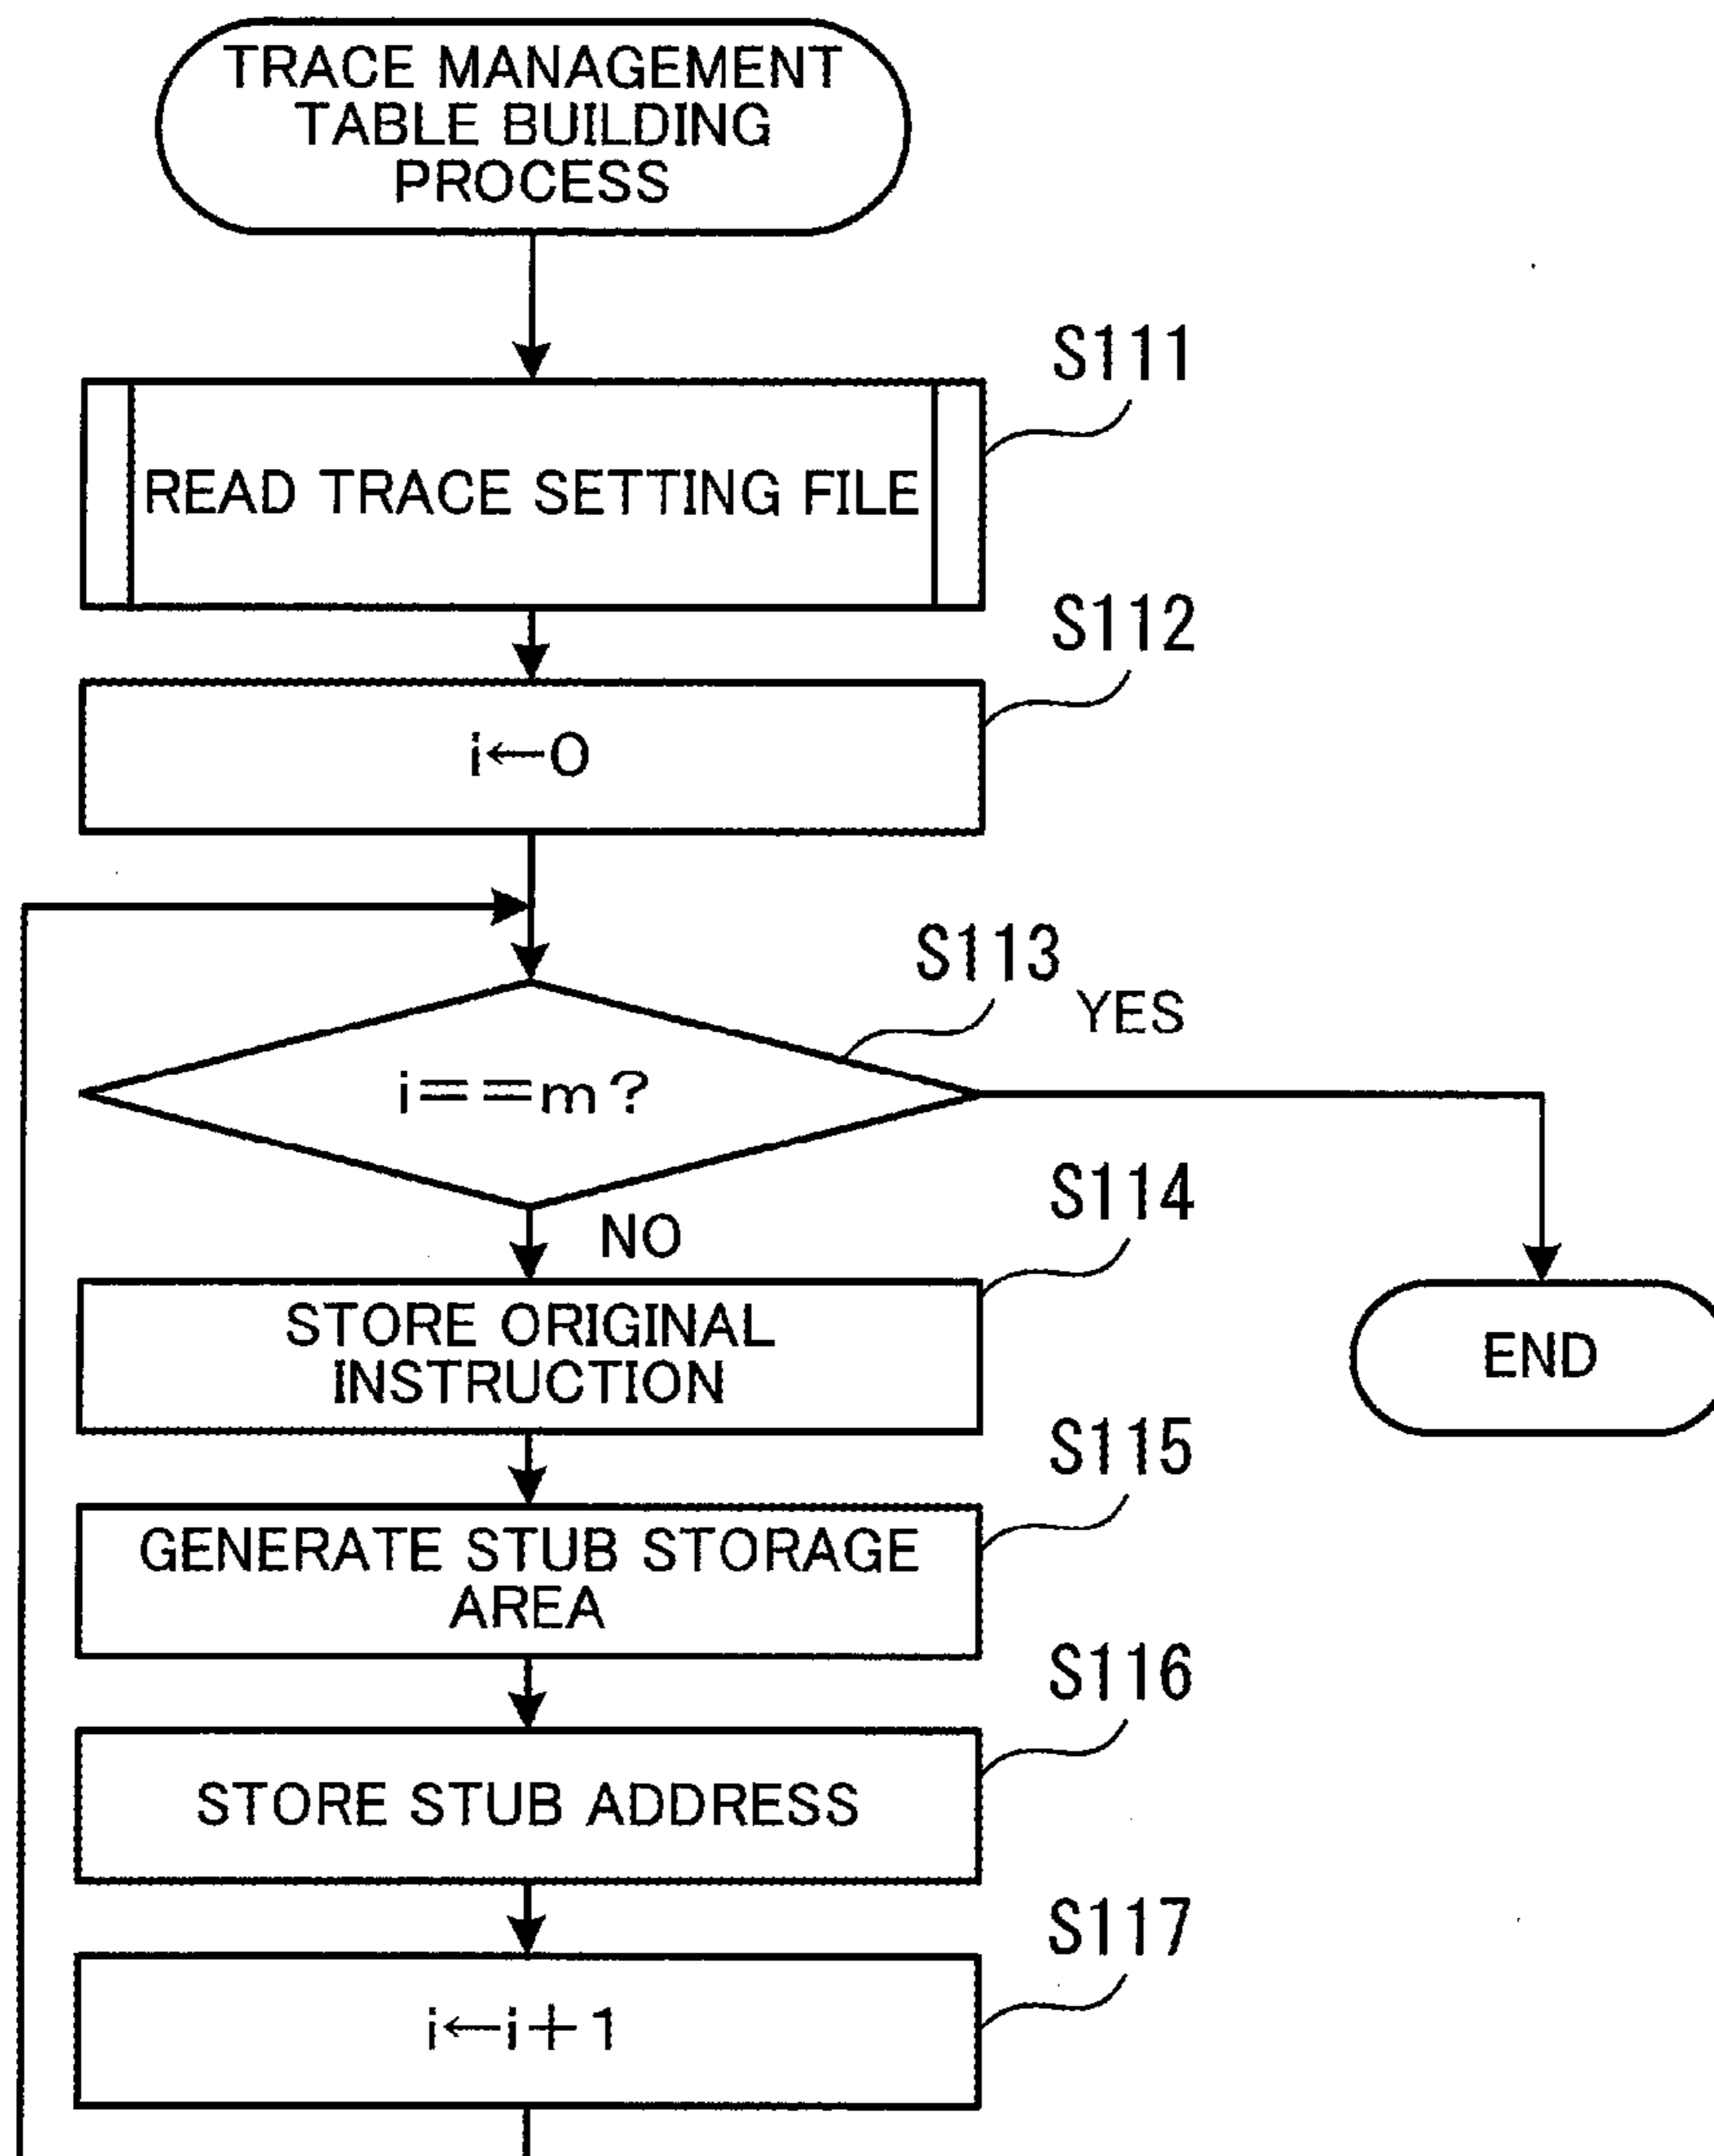 TRACE MANAGEMENT
TABLE BUILDING
PROCESS
S111
READ TRACE SETTING FILE
S112
i←0
S113
YES
i==m?
NO
S114
STORE ORIGINAL
INSTRUCTION
END
S115
GENERATE STUB STORAGE
AREA
S116
STORE STUB ADDRESS
S117
i←i+1